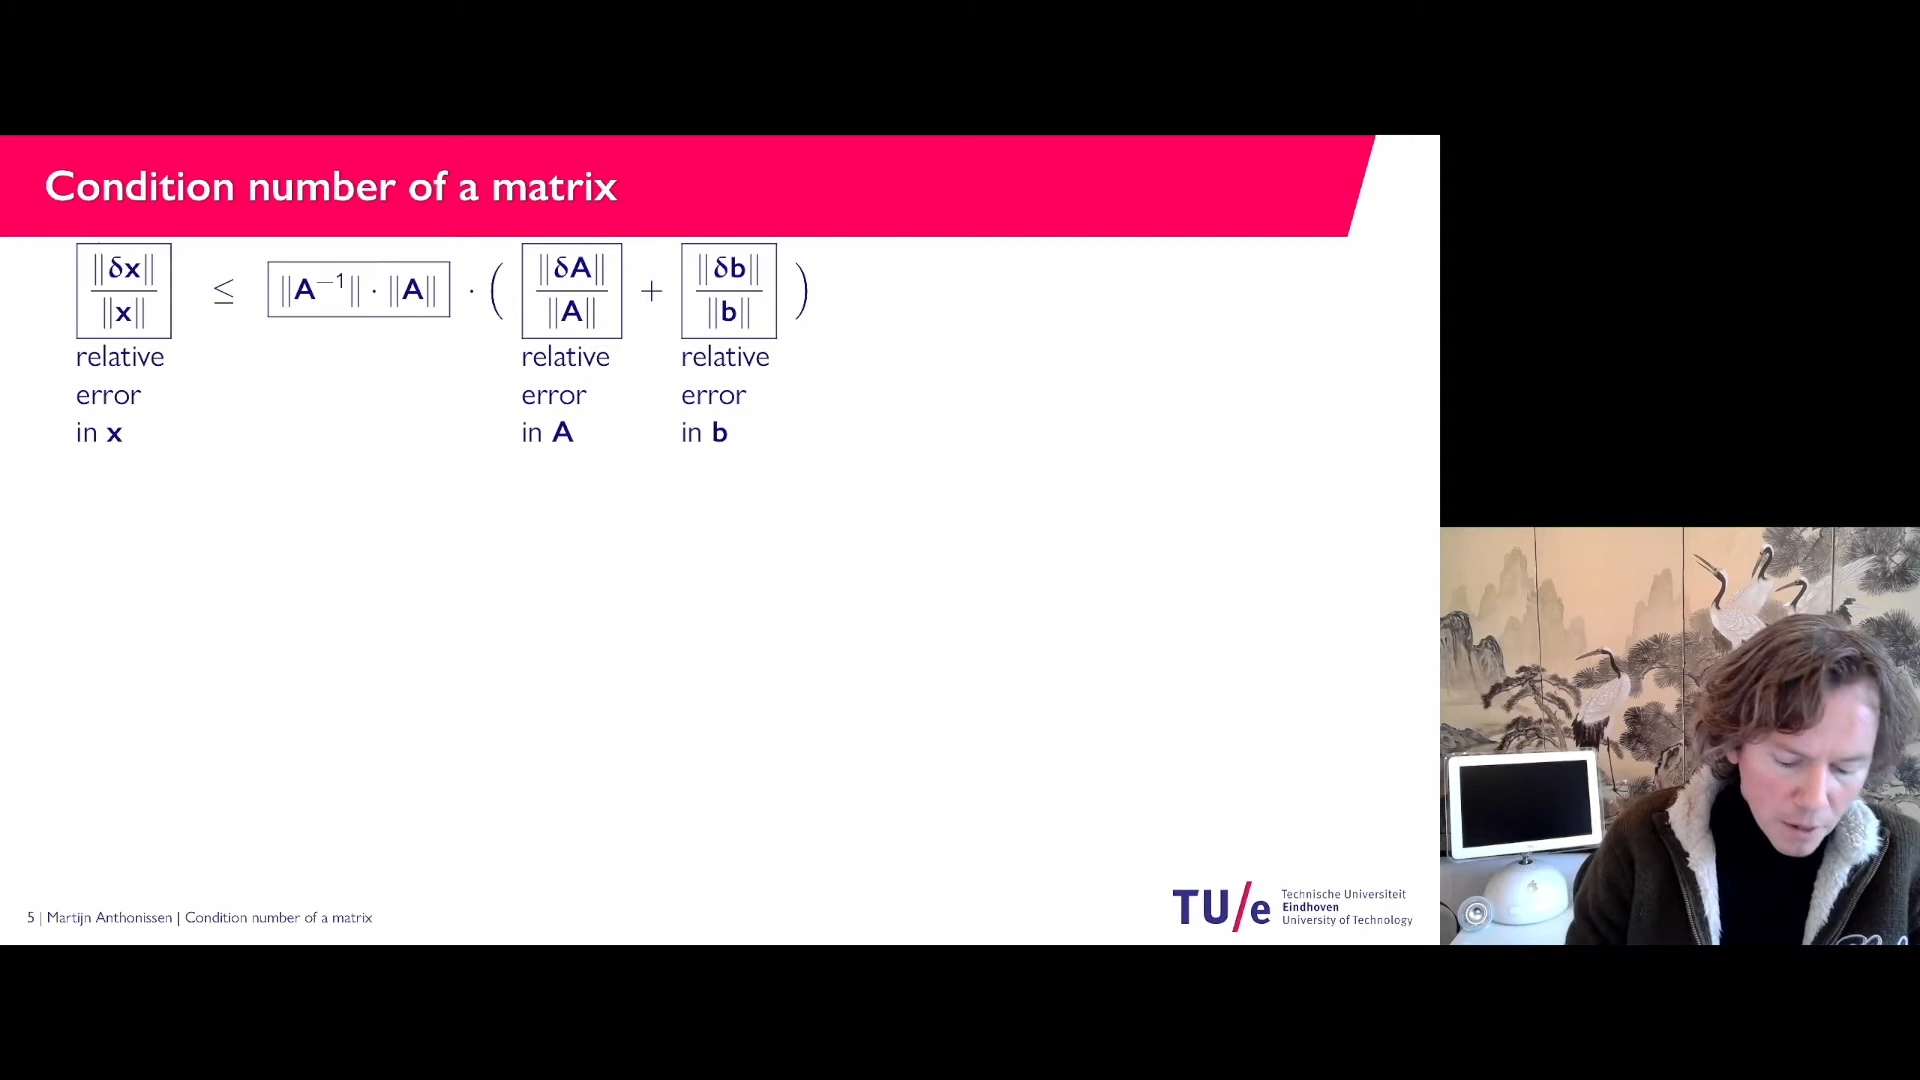 Condition number of a matrix
‖δx‖/‖x‖ ≤ ‖A⁻¹‖ · ‖A‖ · ( ‖δA‖/‖A‖ + ‖δb‖/‖b‖ )
relative relative relative
error error error
in x in A in b
5 | Martijn Anthonissen | Condition number of a matrix
TU/e Technische Universiteit
Eindhoven
University of Technology